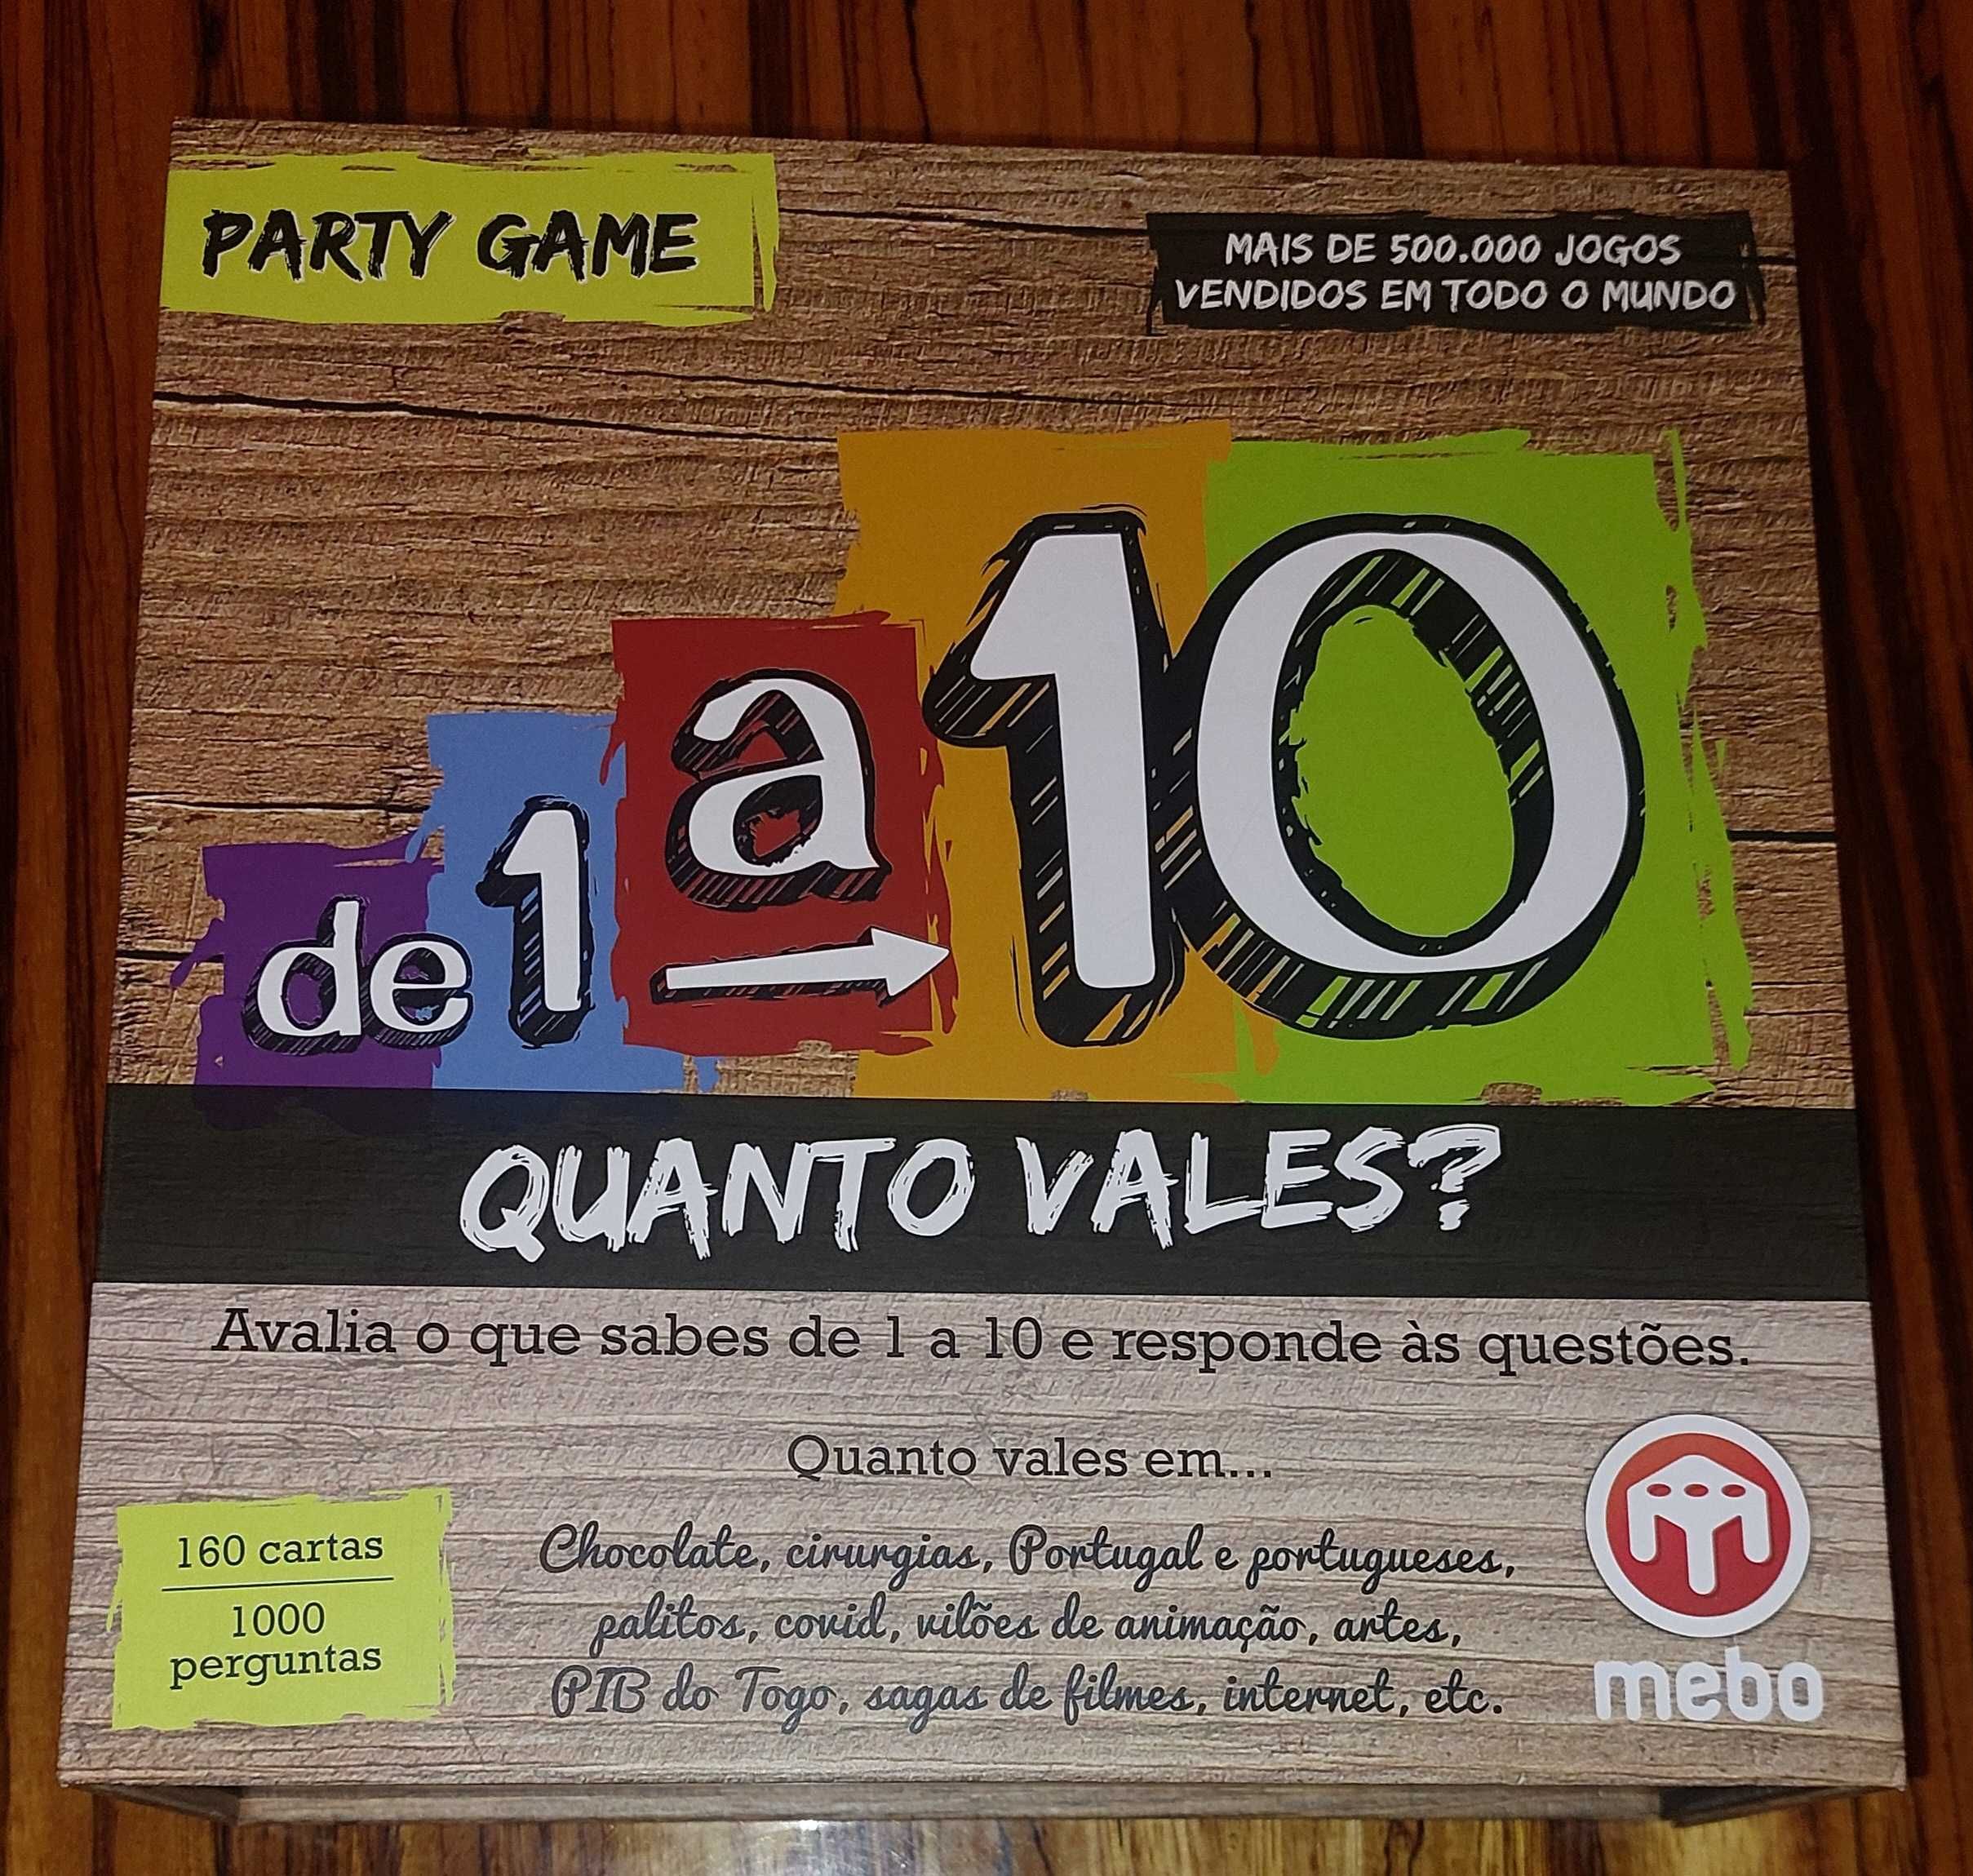 PARTY GAME
MAIS DE 500.000 JOGOS
VENDIDOS EM TODO O MUNDO
de 1 a 10
QUANTO VALES?
Avalia o que sabes de 1 a 10 e responde às questões.
Quanto vales em...
Chocolate, cirurgias, Portugal e portugueses,
palitos, covid, vilões de animação, artes,
PIB do Togo, sagas de filmes, internet, etc.
160 cartas
1000
perguntas
mebo